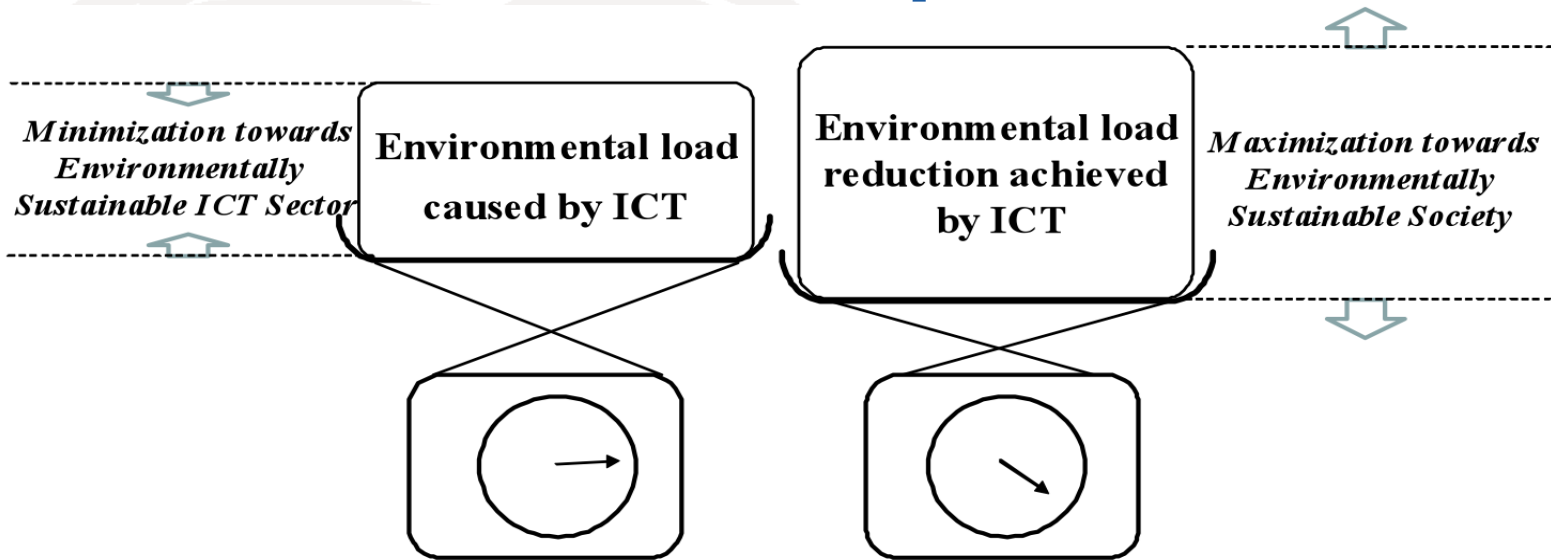 Minimization towards
Environmentally
Sustainable ICT Sector
Environmental load
caused by ICT
Environmental load
reduction achieved
by ICT
Maximization towards
Environmentally
Sustainable Society